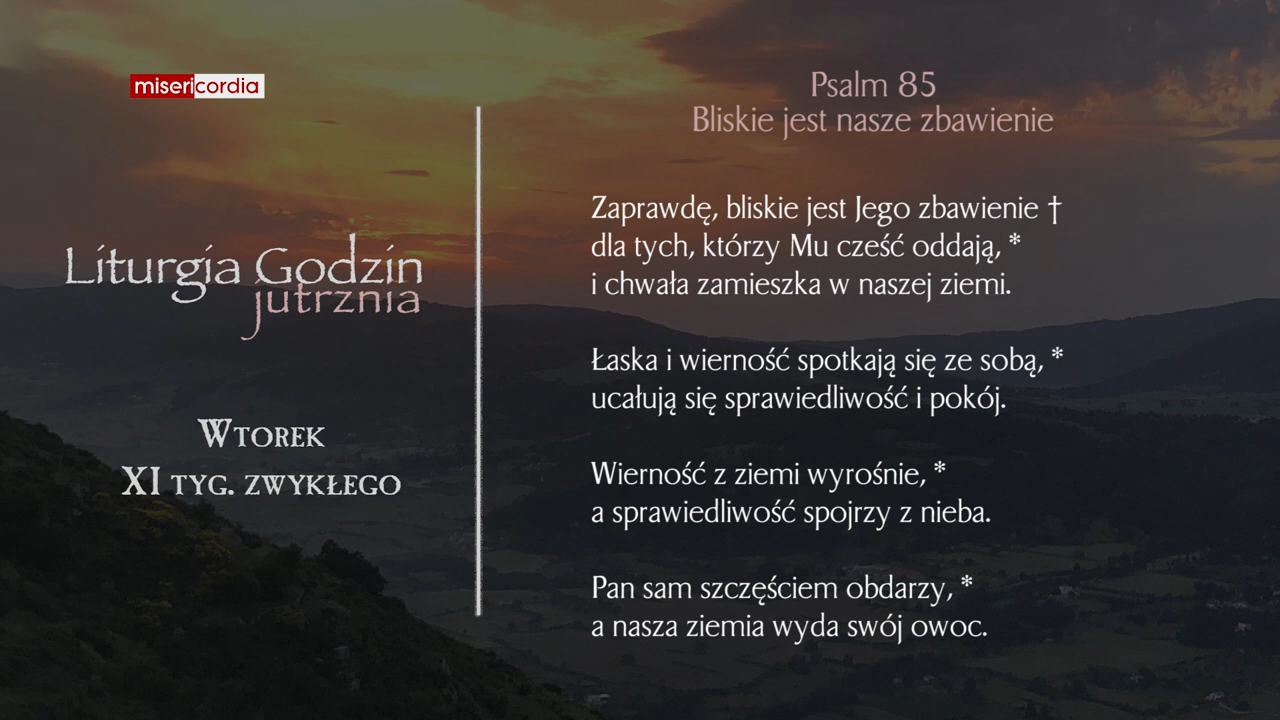 misericordia
Liturgia Godzin
jutrznia
Wtorek
XI tyg. zwykłego
Psalm 85
Bliskie jest nasze zbawienie
Zaprawdę, bliskie jest Jego zbawienie †
dla tych, którzy Mu cześć oddają, *
i chwała zamieszka w naszej ziemi.
Łaska i wierność spotkają się ze sobą, *
ucałują się sprawiedliwość i pokój.
Wierność z ziemi wyrośnie, *
a sprawiedliwość spojrzy z nieba.
Pan sam szczęściem obdarzy, *
a nasza ziemia wyda swój owoc.